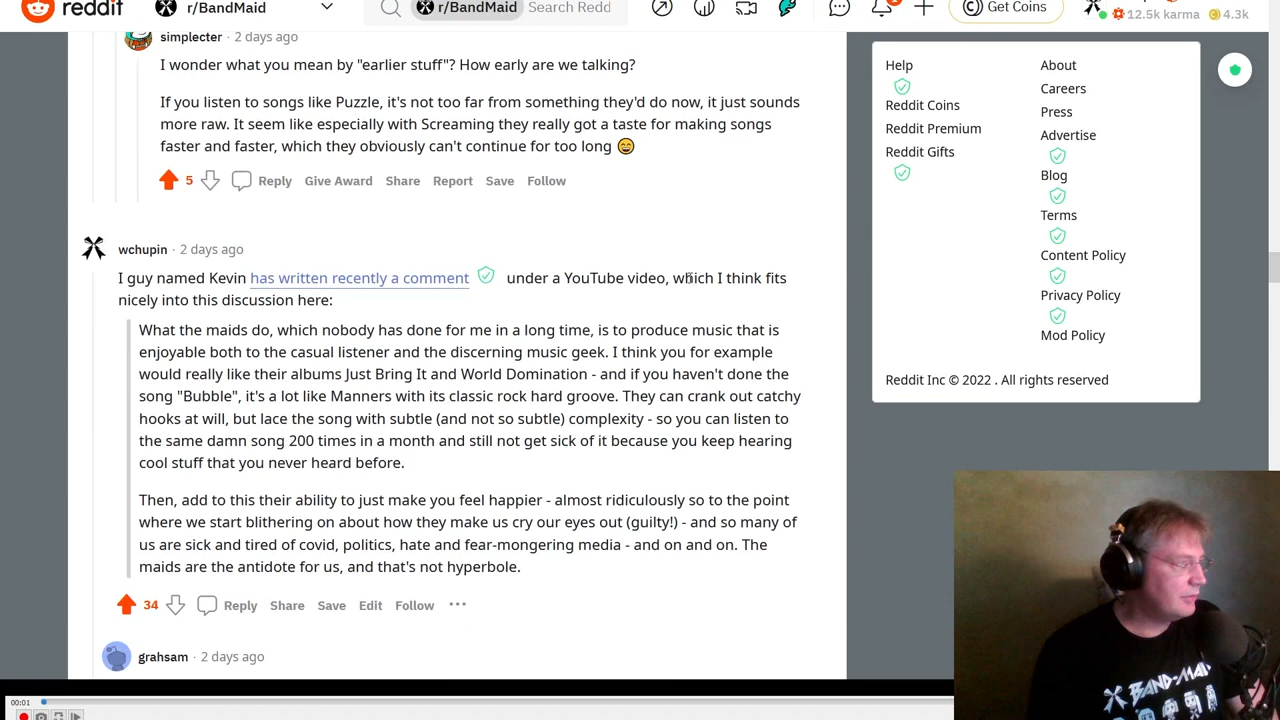 reddit
r/BandMaid
r/BandMaid Search Redd
Get Coins
12.5k karma 4.3k
simplecter · 2 days ago
I wonder what you mean by "earlier stuff"? How early are we talking?
If you listen to songs like Puzzle, it's not too far from something they'd do now, it just sounds
more raw. It seem like especially with Screaming they really got a taste for making songs
faster and faster, which they obviously can't continue for too long 😄
5 Reply Give Award Share Report Save Follow
wchupin · 2 days ago
I guy named Kevin has written recently a comment under a YouTube video, which I think fits
nicely into this discussion here:
What the maids do, which nobody has done for me in a long time, is to produce music that is
enjoyable both to the casual listener and the discerning music geek. I think you for example
would really like their albums Just Bring It and World Domination - and if you haven't done the
song "Bubble", it's a lot like Manners with its classic rock hard groove. They can crank out catchy
hooks at will, but lace the song with subtle (and not so subtle) complexity - so you can listen to
the same damn song 200 times in a month and still not get sick of it because you keep hearing
cool stuff that you never heard before.
Then, add to this their ability to just make you feel happier - almost ridiculously so to the point
where we start blithering on about how they make us cry our eyes out (guilty!) - and so many of
us are sick and tired of covid, politics, hate and fear-mongering media - and on and on. The
maids are the antidote for us, and that's not hyperbole.
34 Reply Share Save Edit Follow ···
grahsam · 2 days ago
Help
Reddit Coins
Reddit Premium
Reddit Gifts
About
Careers
Press
Advertise
Blog
Terms
Content Policy
Privacy Policy
Mod Policy
Reddit Inc © 2022 . All rights reserved
BAND-MAID
00:01